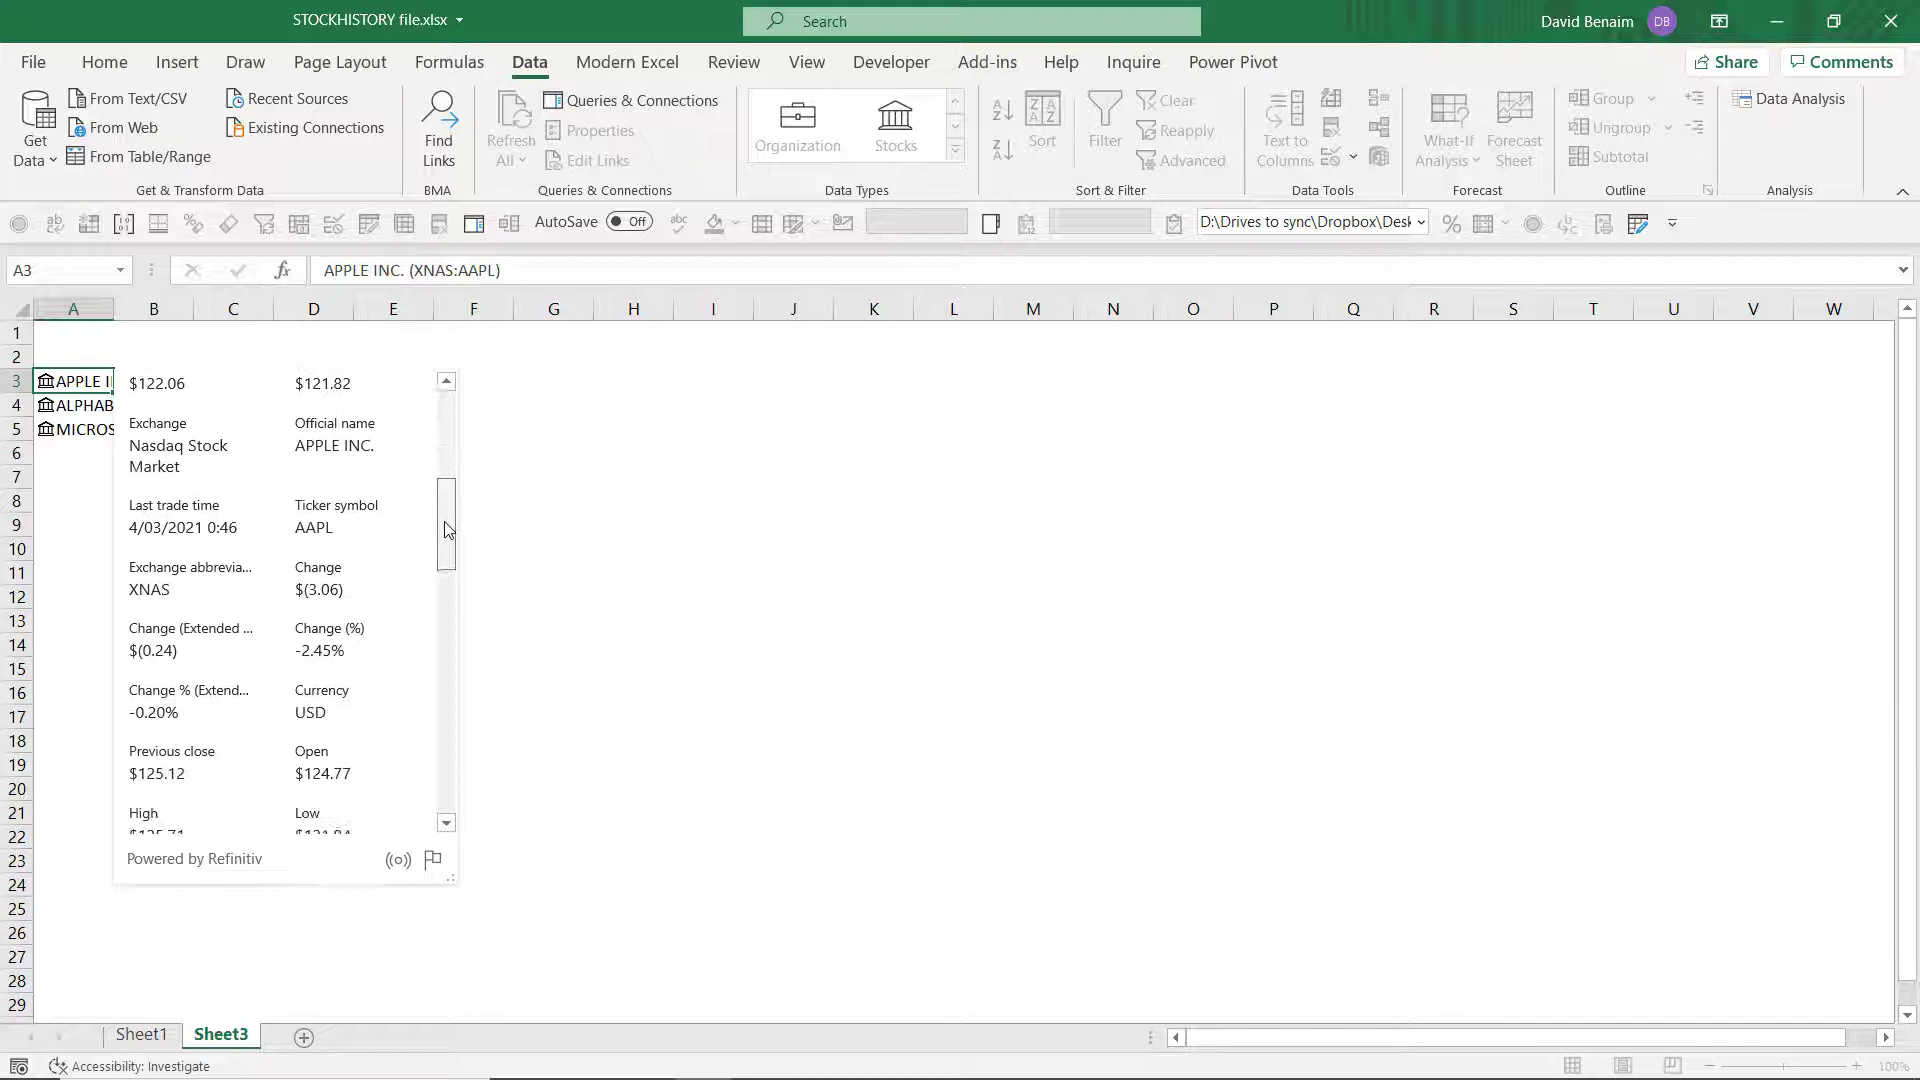 STOCKHISTORY file.xlsx
Search
David Benaim
DB
File
Home
Insert
Draw
Page Layout
Formulas
Data
Modern Excel
Review
View
Developer
Add-ins
Help
Inquire
Power Pivot
Share
Comments
Get
Data
From Text/CSV
From Web
From Table/Range
Recent Sources
Existing Connections
Get & Transform Data
Find
Links
BMA
Refresh
All
Queries & Connections
Properties
Edit Links
Queries & Connections
Organization
Stocks
Data Types
Sort
Filter
Clear
Reapply
Advanced
Sort & Filter
Text to
Columns
Data Tools
What-If
Analysis
Forecast
Sheet
Forecast
Group
Ungroup
Subtotal
Outline
Data Analysis
Analysis
AutoSave
Off
D:\Drives to sync\Dropbox\Desk
A3
fx
APPLE INC. (XNAS:AAPL)
A B C D E F G H I J K L M N O P Q R S T U V W
1
2
3 APPLE I
4 ALPHAB
5 MICROS
6
7
8
9
10
11
12
13
14
15
16
17
18
19
20
21
22
23
24
25
26
27
28
29
$122.06 $121.82
Exchange Official name
Nasdaq Stock APPLE INC.
Market
Last trade time Ticker symbol
4/03/2021 0:46 AAPL
Exchange abbrevia... Change
XNAS $(3.06)
Change (Extended ... Change (%)
$(0.24) -2.45%
Change % (Extend... Currency
-0.20% USD
Previous close Open
$125.12 $124.77
High Low
Powered by Refinitiv
Sheet1
Sheet3
Accessibility: Investigate
100%